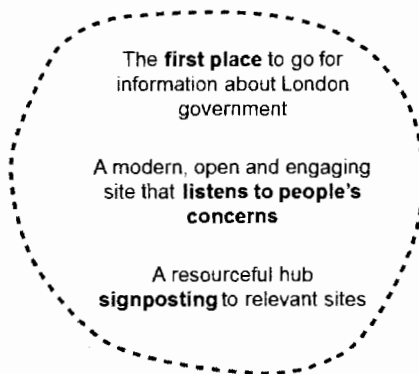 The first place to go for
information about London
government
A modern, open and engaging
site that listens to people's
concerns
A resourceful hub
signposting to relevant sites